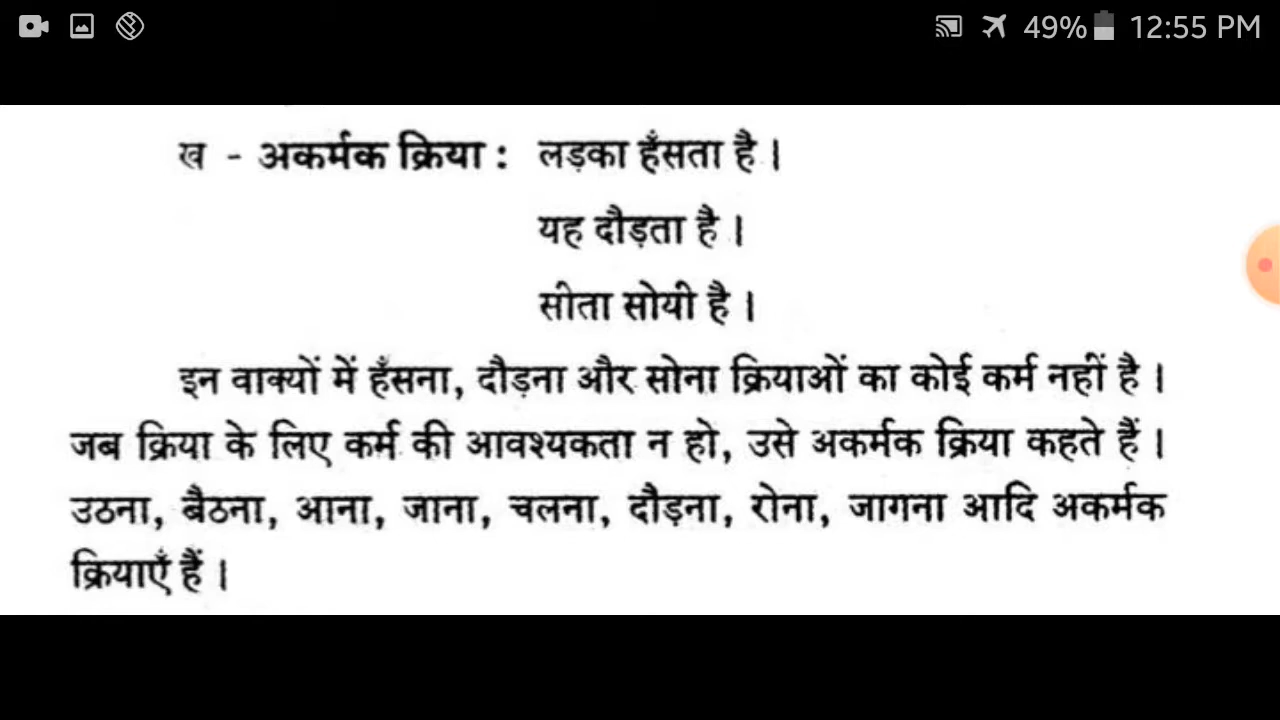 49% 12:55 PM
ख - अकर्मक क्रिया : लड़का हँसता है ।
यह दौड़ता है ।
सीता सोयी है ।
इन वाक्यों में हँसना, दौड़ना और सोना क्रियाओं का कोई कर्म नहीं है ।
जब क्रिया के लिए कर्म की आवश्यकता न हो, उसे अकर्मक क्रिया कहते हैं ।
उठना, बैठना, आना, जाना, चलना, दौड़ना, रोना, जागना आदि अकर्मक
क्रियाएँ हैं ।